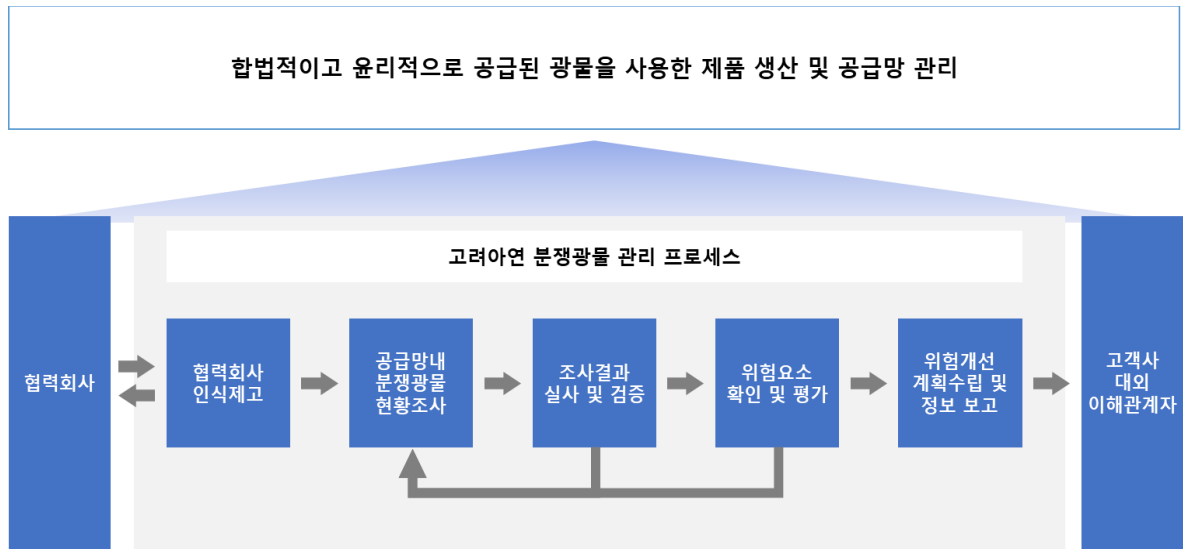 합법적이고 윤리적으로 공급된 광물을 사용한 제품 생산 및 공급망 관리
고려아연 분쟁광물 관리 프로세스
협력회사
협력회사
인식제고
공급망내
분쟁광물
현황조사
조사결과
실사 및 검증
위험요소
확인 및 평가
위험개선
계획수립 및
정보 보고
고객사
대외
이해관계자